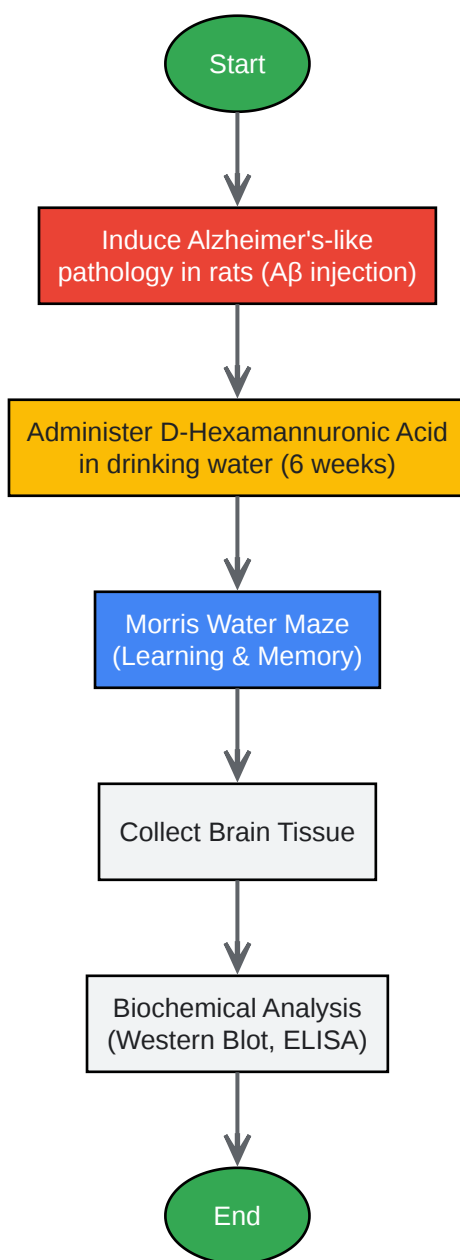 Start
Induce Alzheimer's-like
pathology in rats (Aβ injection)
Administer D-Hexamannuronic Acid
in drinking water (6 weeks)
Morris Water Maze
(Learning & Memory)
Collect Brain Tissue
Biochemical Analysis
(Western Blot, ELISA)
End